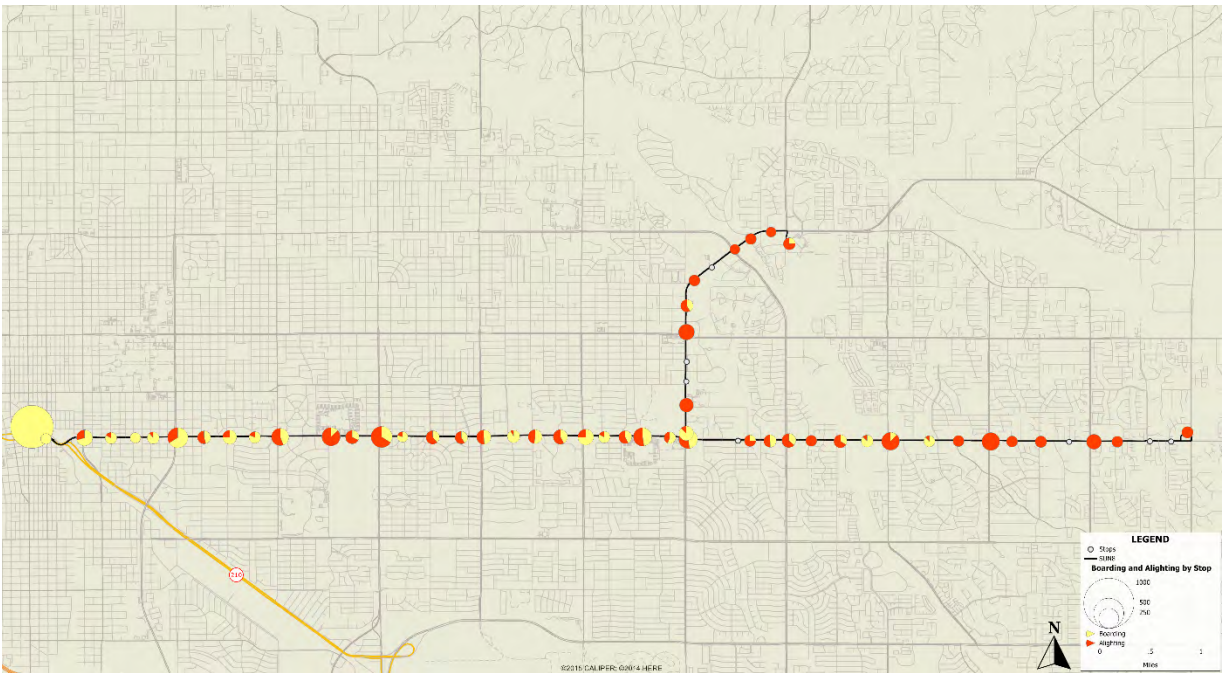 210
©2015 CALIPER; ©2014 HERE
N
LEGEND
Stops
SUN8
Boarding and Alighting by Stop
1000
500
250
Boarding
Alighting
0 .5 1
Miles